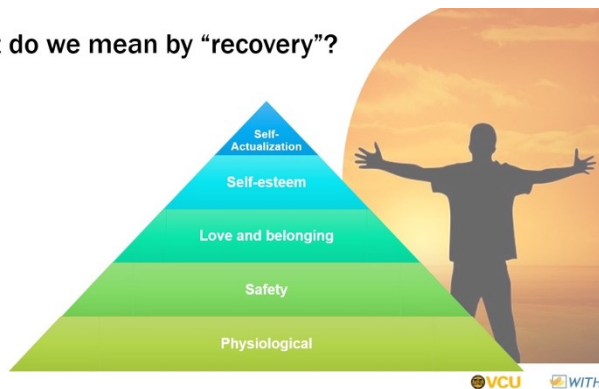 do we mean by “recovery”?
Self-
Actualization
Self-esteem
Love and belonging
Safety
Physiological
VCU
WITH